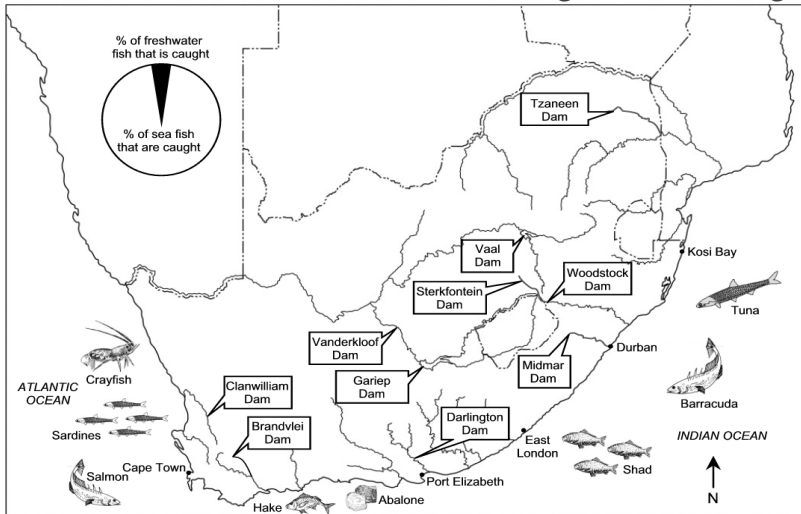 % of freshwater
fish that is caught
% of sea fish
that are caught
Tzaneen
Dam
Vaal
Dam
Kosi Bay
Woodstock
Dam
Sterkfontein
Dam
Tuna
Vanderkloof
Dam
Durban
Crayfish
Gariep
Dam
Midmar
Dam
Clanwilliam
Dam
ATLANTIC
OCEAN
Barracuda
Darlington
Dam
Brandvlei
Dam
Sardines
East
London
INDIAN OCEAN
Shad
Salmon
Cape Town
Port Elizabeth
Hake
Abalone
N